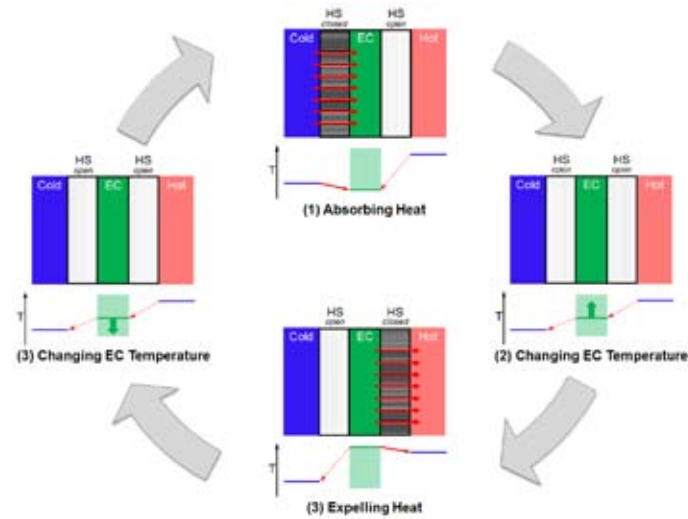 HS HS
closed open
Cold EC Hot
T
(1) Absorbing Heat
HS HS
open open
Cold EC Hot
T
(3) Changing EC Temperature
HS HS
open open
Cold EC Hot
T
(2) Changing EC Temperature
HS HS
open closed
Cold EC Hot
T
(3) Expelling Heat